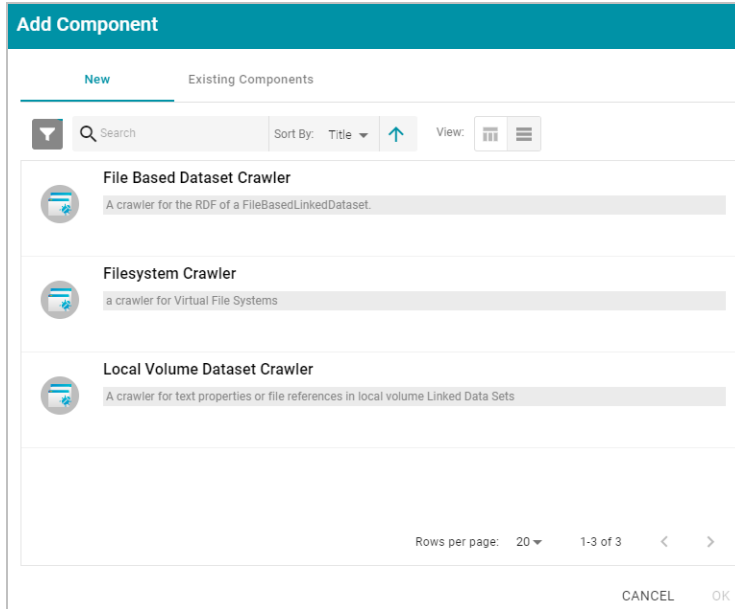 Add Component
New Existing Components
Search Sort By: Title View:
File Based Dataset Crawler
A crawler for the RDF of a FileBasedLinkedDataset.
Filesystem Crawler
a crawler for Virtual File Systems
Local Volume Dataset Crawler
A crawler for text properties or file references in local volume Linked Data Sets
Rows per page: 20 1-3 of 3
CANCEL OK